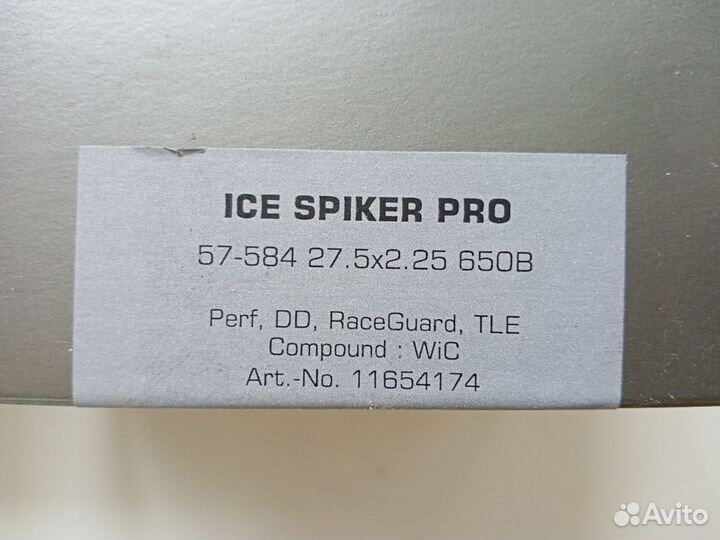 ICE SPIKER PRO
57-584 27.5x2.25 650B
Perf, DD, RaceGuard, TLE
Compound : WiC
Art.-No. 11654174
Avito